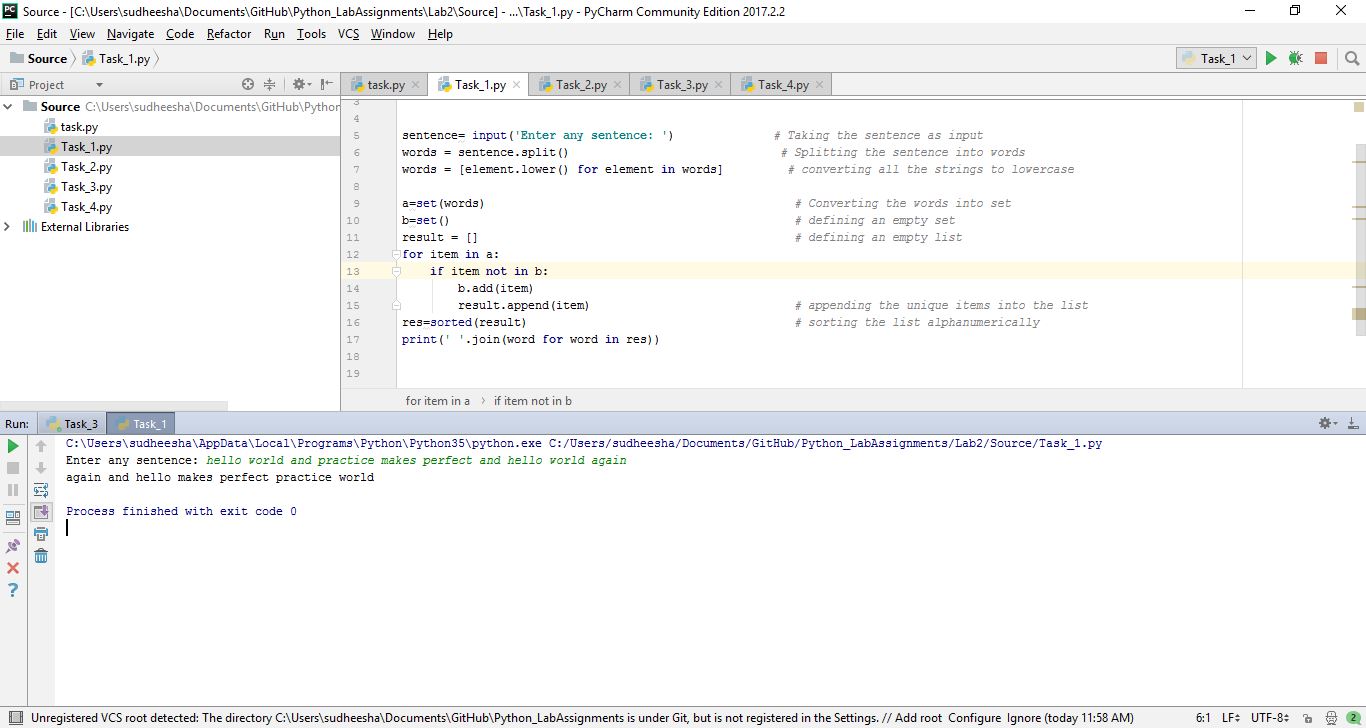 Source - [C:\Users\sudheesha\Documents\GitHub\Python_LabAssignments\Lab2\Source] - ...\Task_1.py - PyCharm Community Edition 2017.2.2
File Edit View Navigate Code Refactor Run Tools VCS Window Help
Source Task_1.py Task_1
Project task.py Task_1.py Task_2.py Task_3.py Task_4.py
Source C:\Users\sudheesha\Documents\GitHub\Python
task.py
Task_1.py
Task_2.py
Task_3.py
Task_4.py
External Libraries
3
4
5 sentence= input('Enter any sentence: ') # Taking the sentence as input
6 words = sentence.split() # Splitting the sentence into words
7 words = [element.lower() for element in words] # converting all the strings to lowercase
8
9 a=set(words) # Converting the words into set
10 b=set() # defining an empty set
11 result = [] # defining an empty list
12 for item in a:
13 if item not in b:
14 b.add(item)
15 result.append(item) # appending the unique items into the list
16 res=sorted(result) # sorting the list alphanumerically
17 print(' '.join(word for word in res))
18
19
for item in a › if item not in b
Run: Task_3 Task_1
C:\Users\sudheesha\AppData\Local\Programs\Python\Python35\python.exe C:/Users/sudheesha/Documents/GitHub/Python_LabAssignments/Lab2/Source/Task_1.py
Enter any sentence: hello world and practice makes perfect and hello world again
again and hello makes perfect practice world
Process finished with exit code 0
Unregistered VCS root detected: The directory C:\Users\sudheesha\Documents\GitHub\Python_LabAssignments is under Git, but is not registered in the Settings. // Add root Configure Ignore (today 11:58 AM) 6:1 LF UTF-8 2